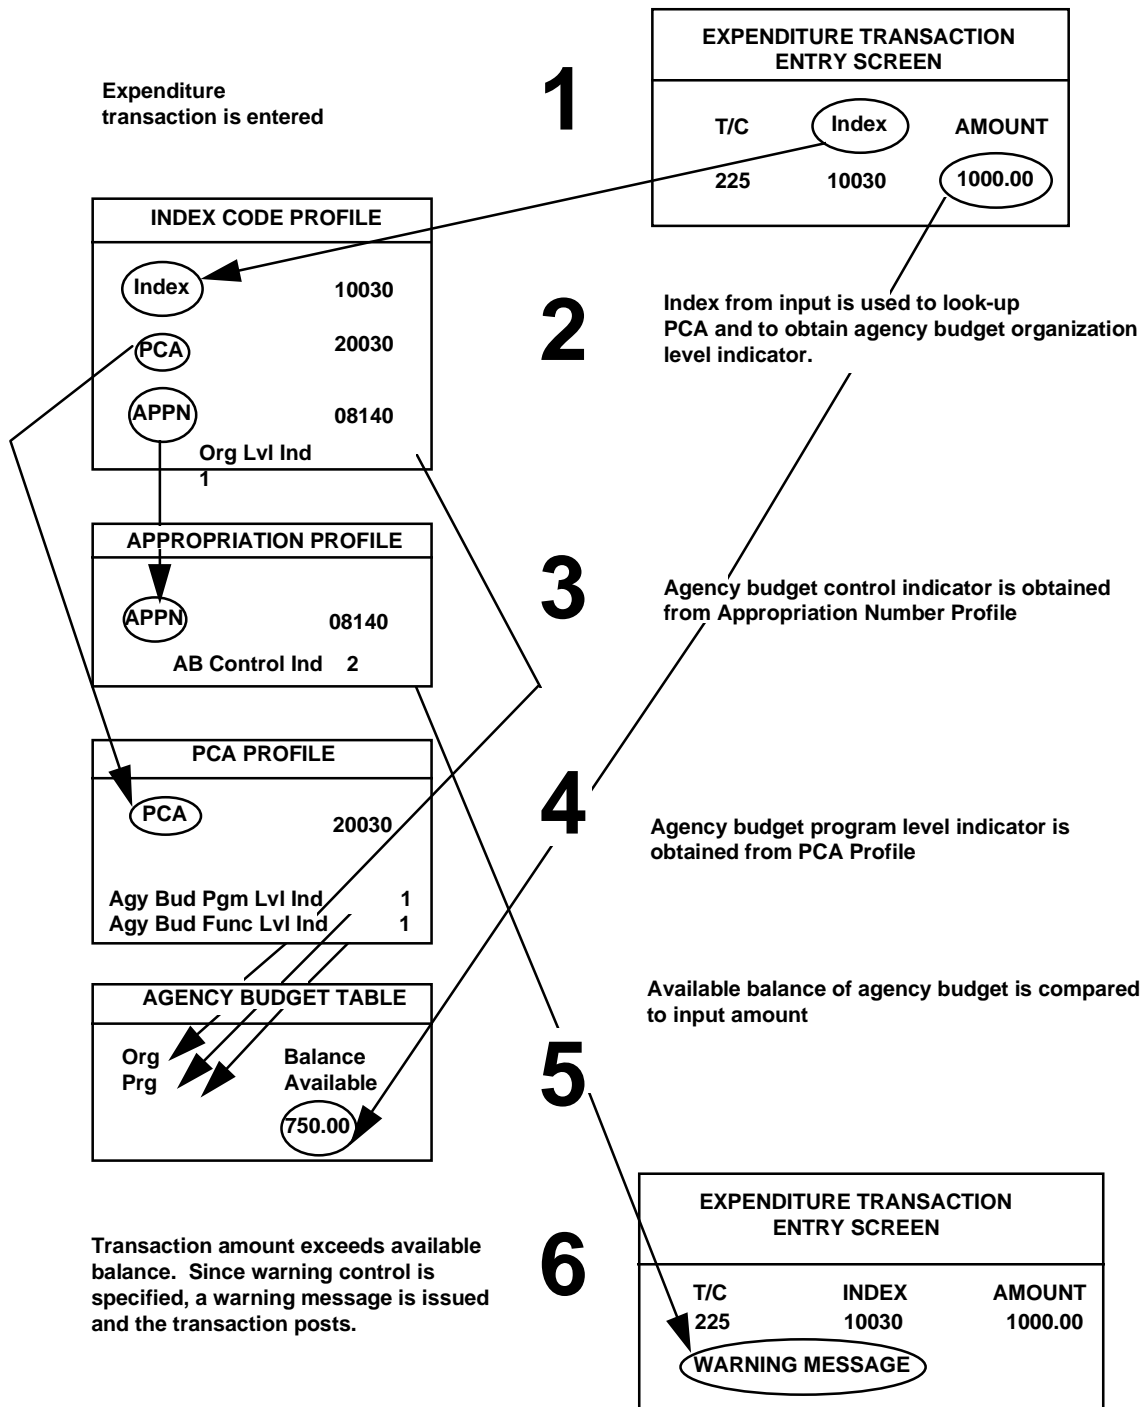 EXPENDITURE TRANSACTION
ENTRY SCREEN
Expenditure
transaction is entered
1
T/C Index AMOUNT
225 10030 1000.00
INDEX CODE PROFILE
Index 10030
PCA 20030
APPN 08140
Org Lvl Ind
1
2
Index from input is used to look-up
PCA and to obtain agency budget organization
level indicator.
APPROPRIATION PROFILE
APPN 08140
AB Control Ind 2
3
Agency budget control indicator is obtained
from Appropriation Number Profile
PCA PROFILE
PCA 20030
Agy Bud Pgm Lvl Ind 1
Agy Bud Func Lvl Ind 1
4
Agency budget program level indicator is
obtained from PCA Profile
AGENCY BUDGET TABLE
Org Balance
Prg Available
750.00
5
Available balance of agency budget is compared
to input amount
Transaction amount exceeds available
balance. Since warning control is
specified, a warning message is issued
and the transaction posts.
6
EXPENDITURE TRANSACTION
ENTRY SCREEN
T/C INDEX AMOUNT
225 10030 1000.00
WARNING MESSAGE